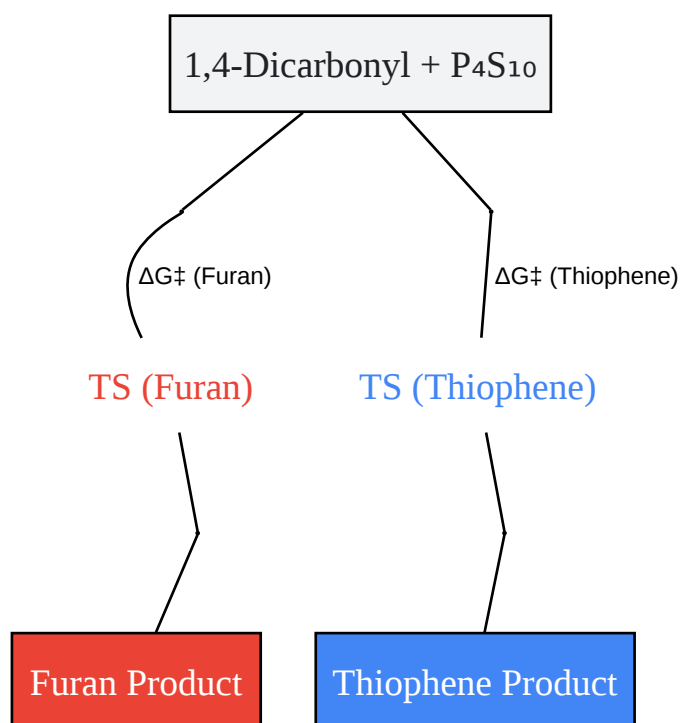 1,4-Dicarbonyl + P₄S₁₀
ΔG‡ (Furan)
ΔG‡ (Thiophene)
TS (Furan)
TS (Thiophene)
Furan Product
Thiophene Product